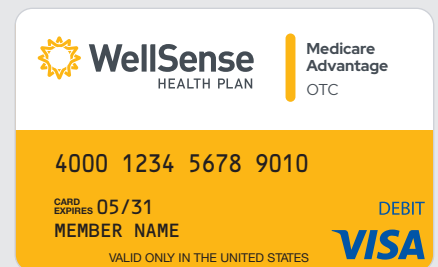 WellSense
HEALTH PLAN
Medicare
Advantage
OTC
4000 1234 5678 9010
CARD
EXPIRES 05/31
MEMBER NAME
VALID ONLY IN THE UNITED STATES
DEBIT
VISA